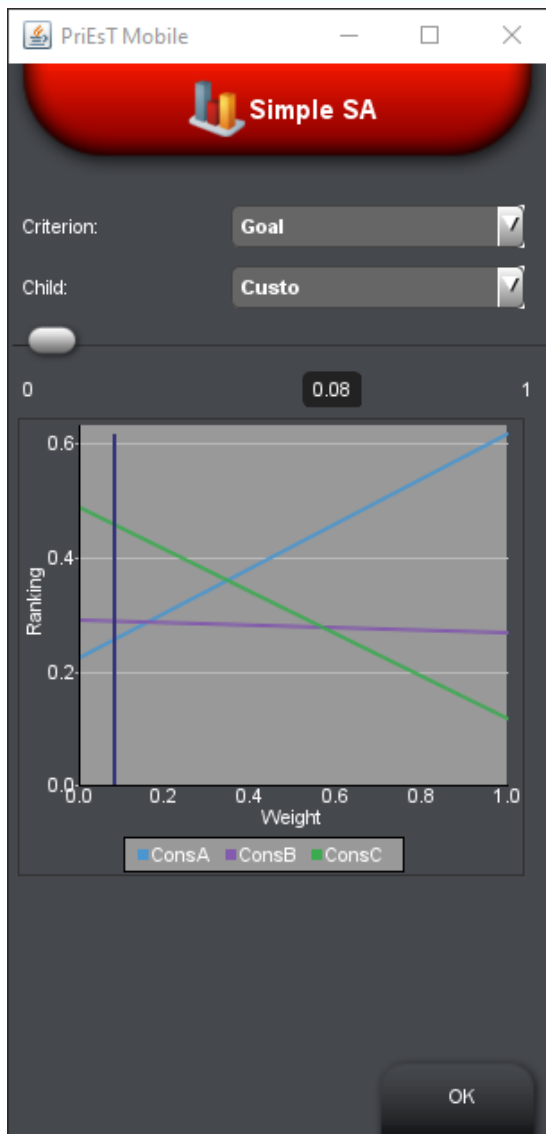 PriEsT Mobile
Simple SA
Criterion: Goal
Child: Custo
0 0.08 1
0.6
0.4
Ranking
0.2
0.0
0.0 0.2 0.4 0.6 0.8 1.0
Weight
ConsA ConsB ConsC
OK